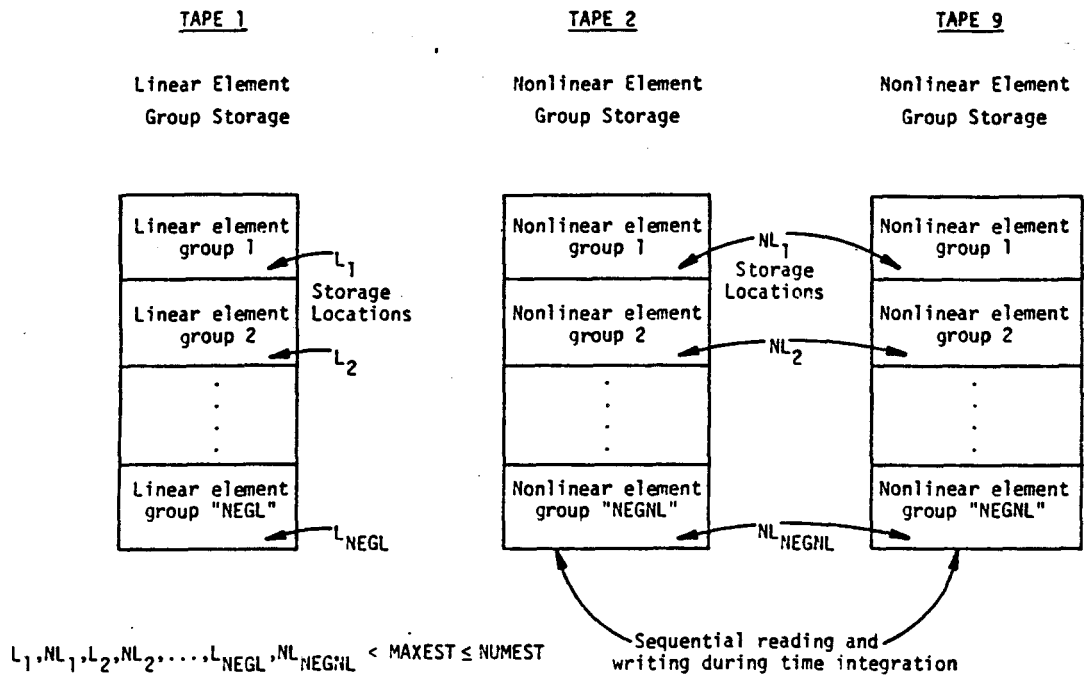 TAPE 1
Linear Element
Group Storage
Linear element
group 1
L1
Storage
Locations
Linear element
group 2
L2
Linear element
group "NEGL"
LNEGL
TAPE 2
Nonlinear Element
Group Storage
Nonlinear element
group 1
Nonlinear element
group 2
Nonlinear element
group "NEGNL"
NL1
Storage
Locations
NL2
NLNEGNL
TAPE 9
Nonlinear Element
Group Storage
Nonlinear element
group 1
Nonlinear element
group 2
Nonlinear element
group "NEGNL"
Sequential reading and
writing during time integration
L1,NL1,L2,NL2,...,LNEGL,NLNEGNL < MAXEST ≤ NUMEST